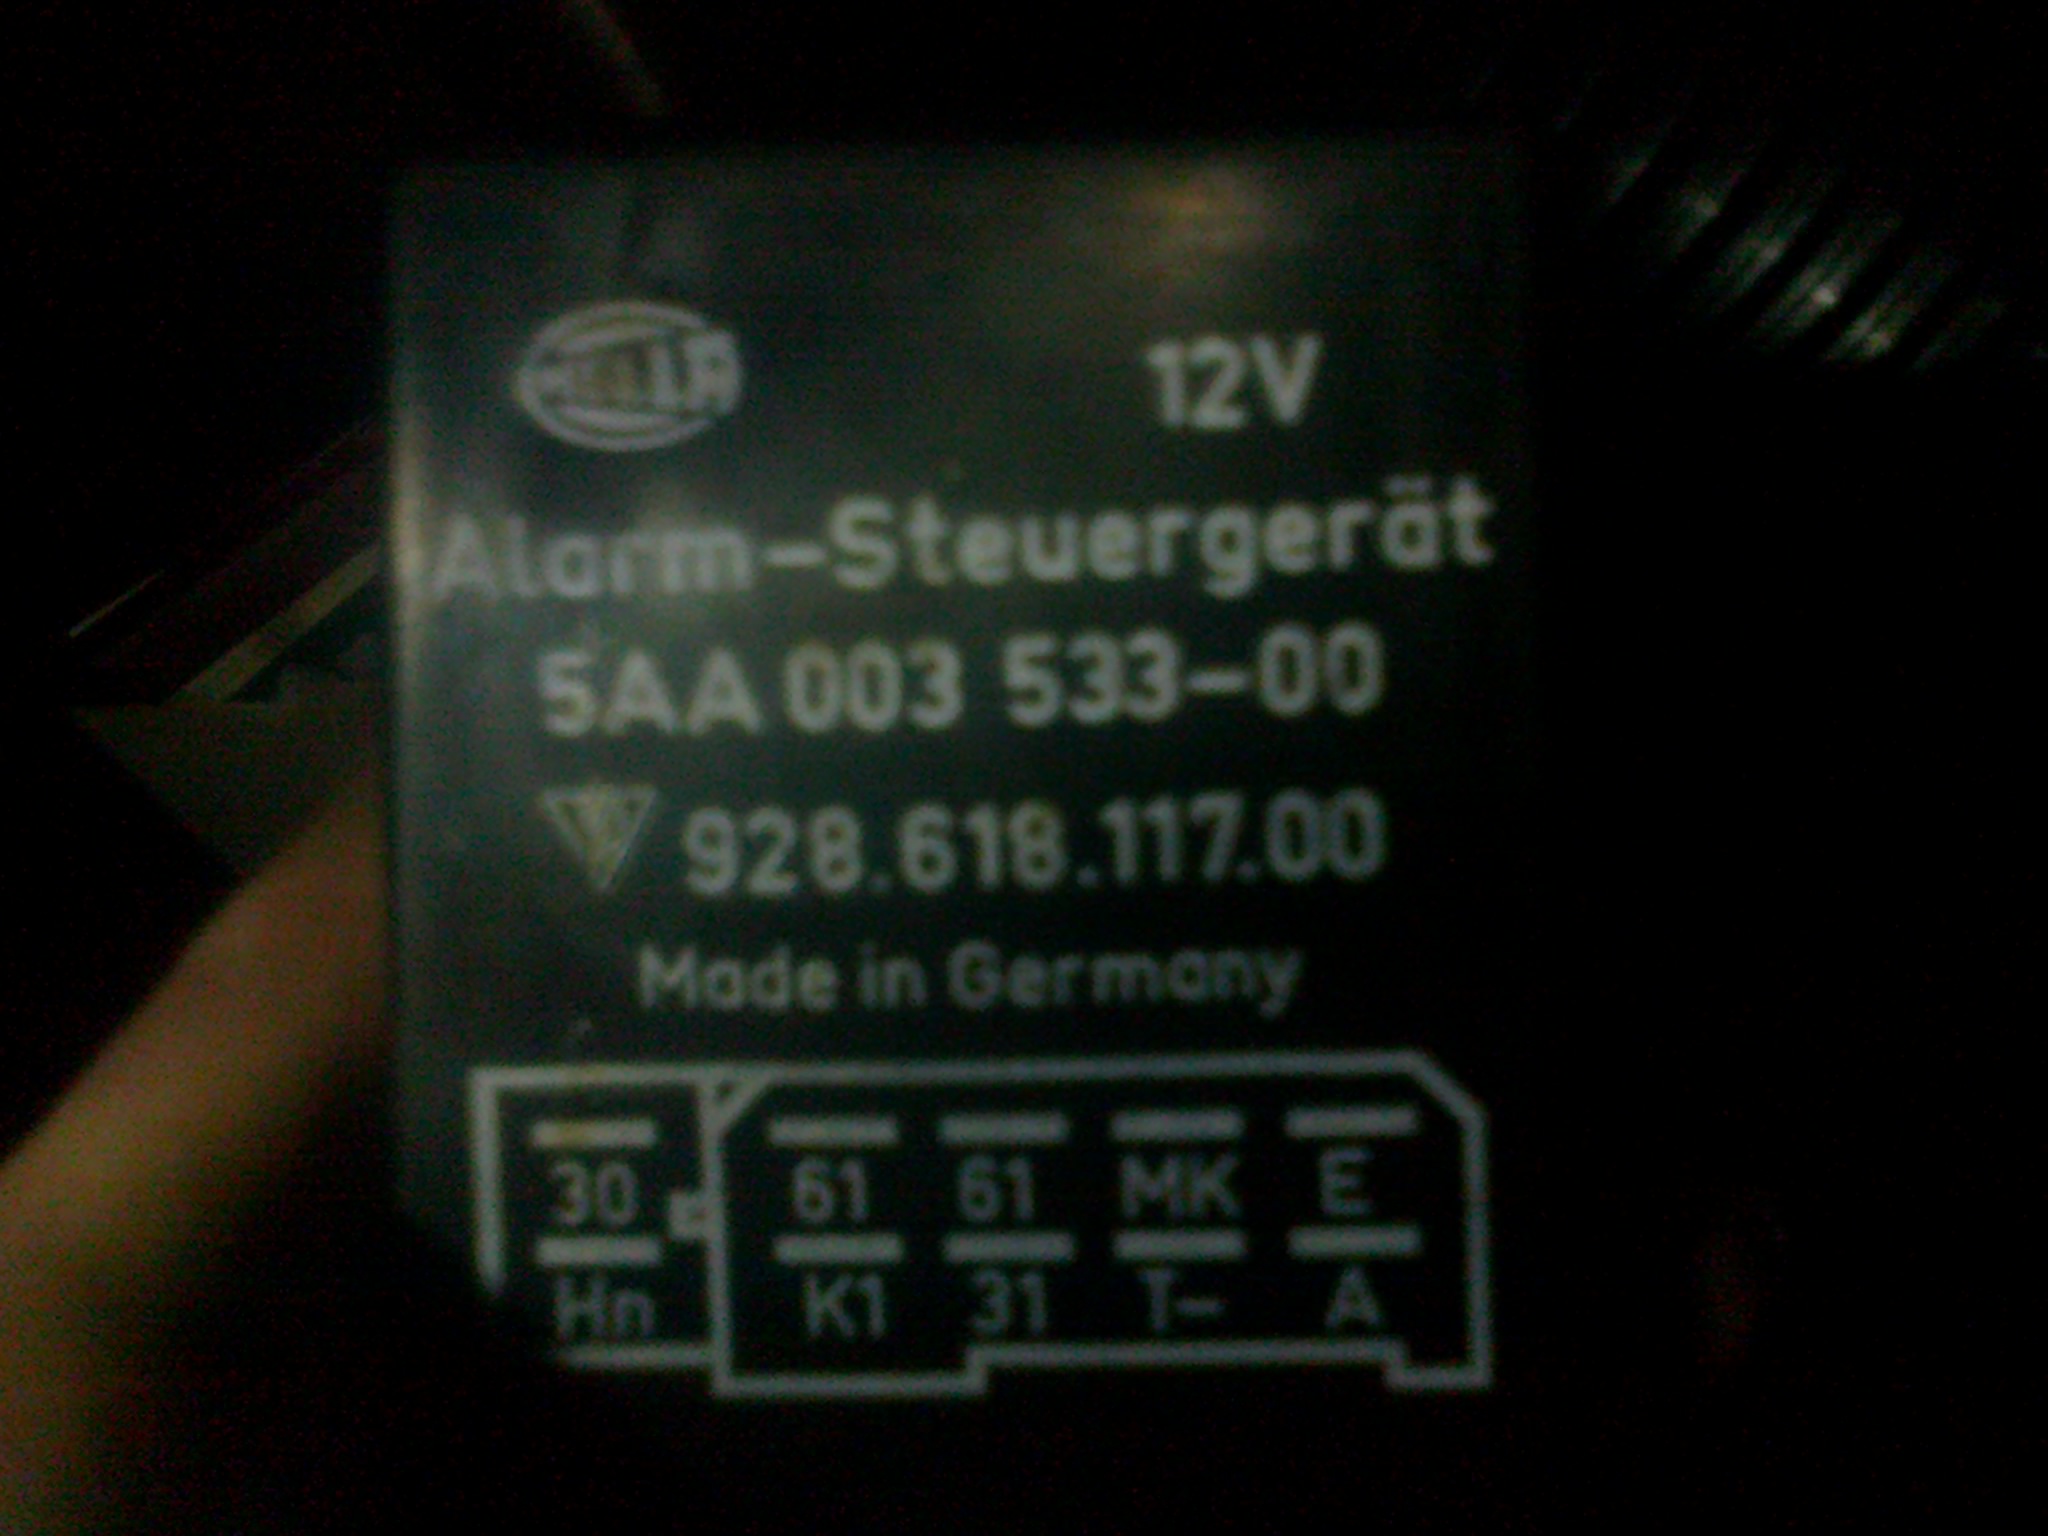 HELLA 12V
Alarm-Steuergerät
5AA 003 533-00
928.618.117.00
Made in Germany
30 61 61 MK E
Hn K1 31 T- A